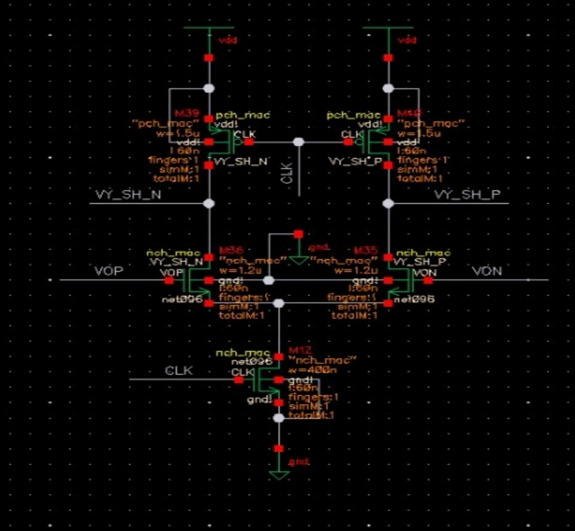 vdd
vdd
M39
pch_mac
vdd!
"pch_mac"
w=1.5u
vdd!
l:60n
fingers:1
simM:1
totalM:1
CLK
VY_SH_N
CLK
pch_mac
vdd!
"pch_mac"
w=1.5u
CLK
vdd!
l:60n
VY_SH_P
fingers:1
simM:1
totalM:1
VY_SH_N
VY_SH_P
gnd
nch_mac
M36
VY_SH_N
"nch_mac"
w=1.2u
VOP
VOP
gnd!
l:60n
fingers:1
simM:1
totalM:1
net096
M35
nch_mac
VY_SH_P
"nch_mac"
w=1.2u
VON
VON
gnd!
l:60n
fingers:1
simM:1
totalM:1
net096
M12
nch_mac
net096
"nch_mac"
w=400n
CLK
CLK
gnd!
l:60n
fingers:1
gnd!
simM:1
totalM:1
gnd